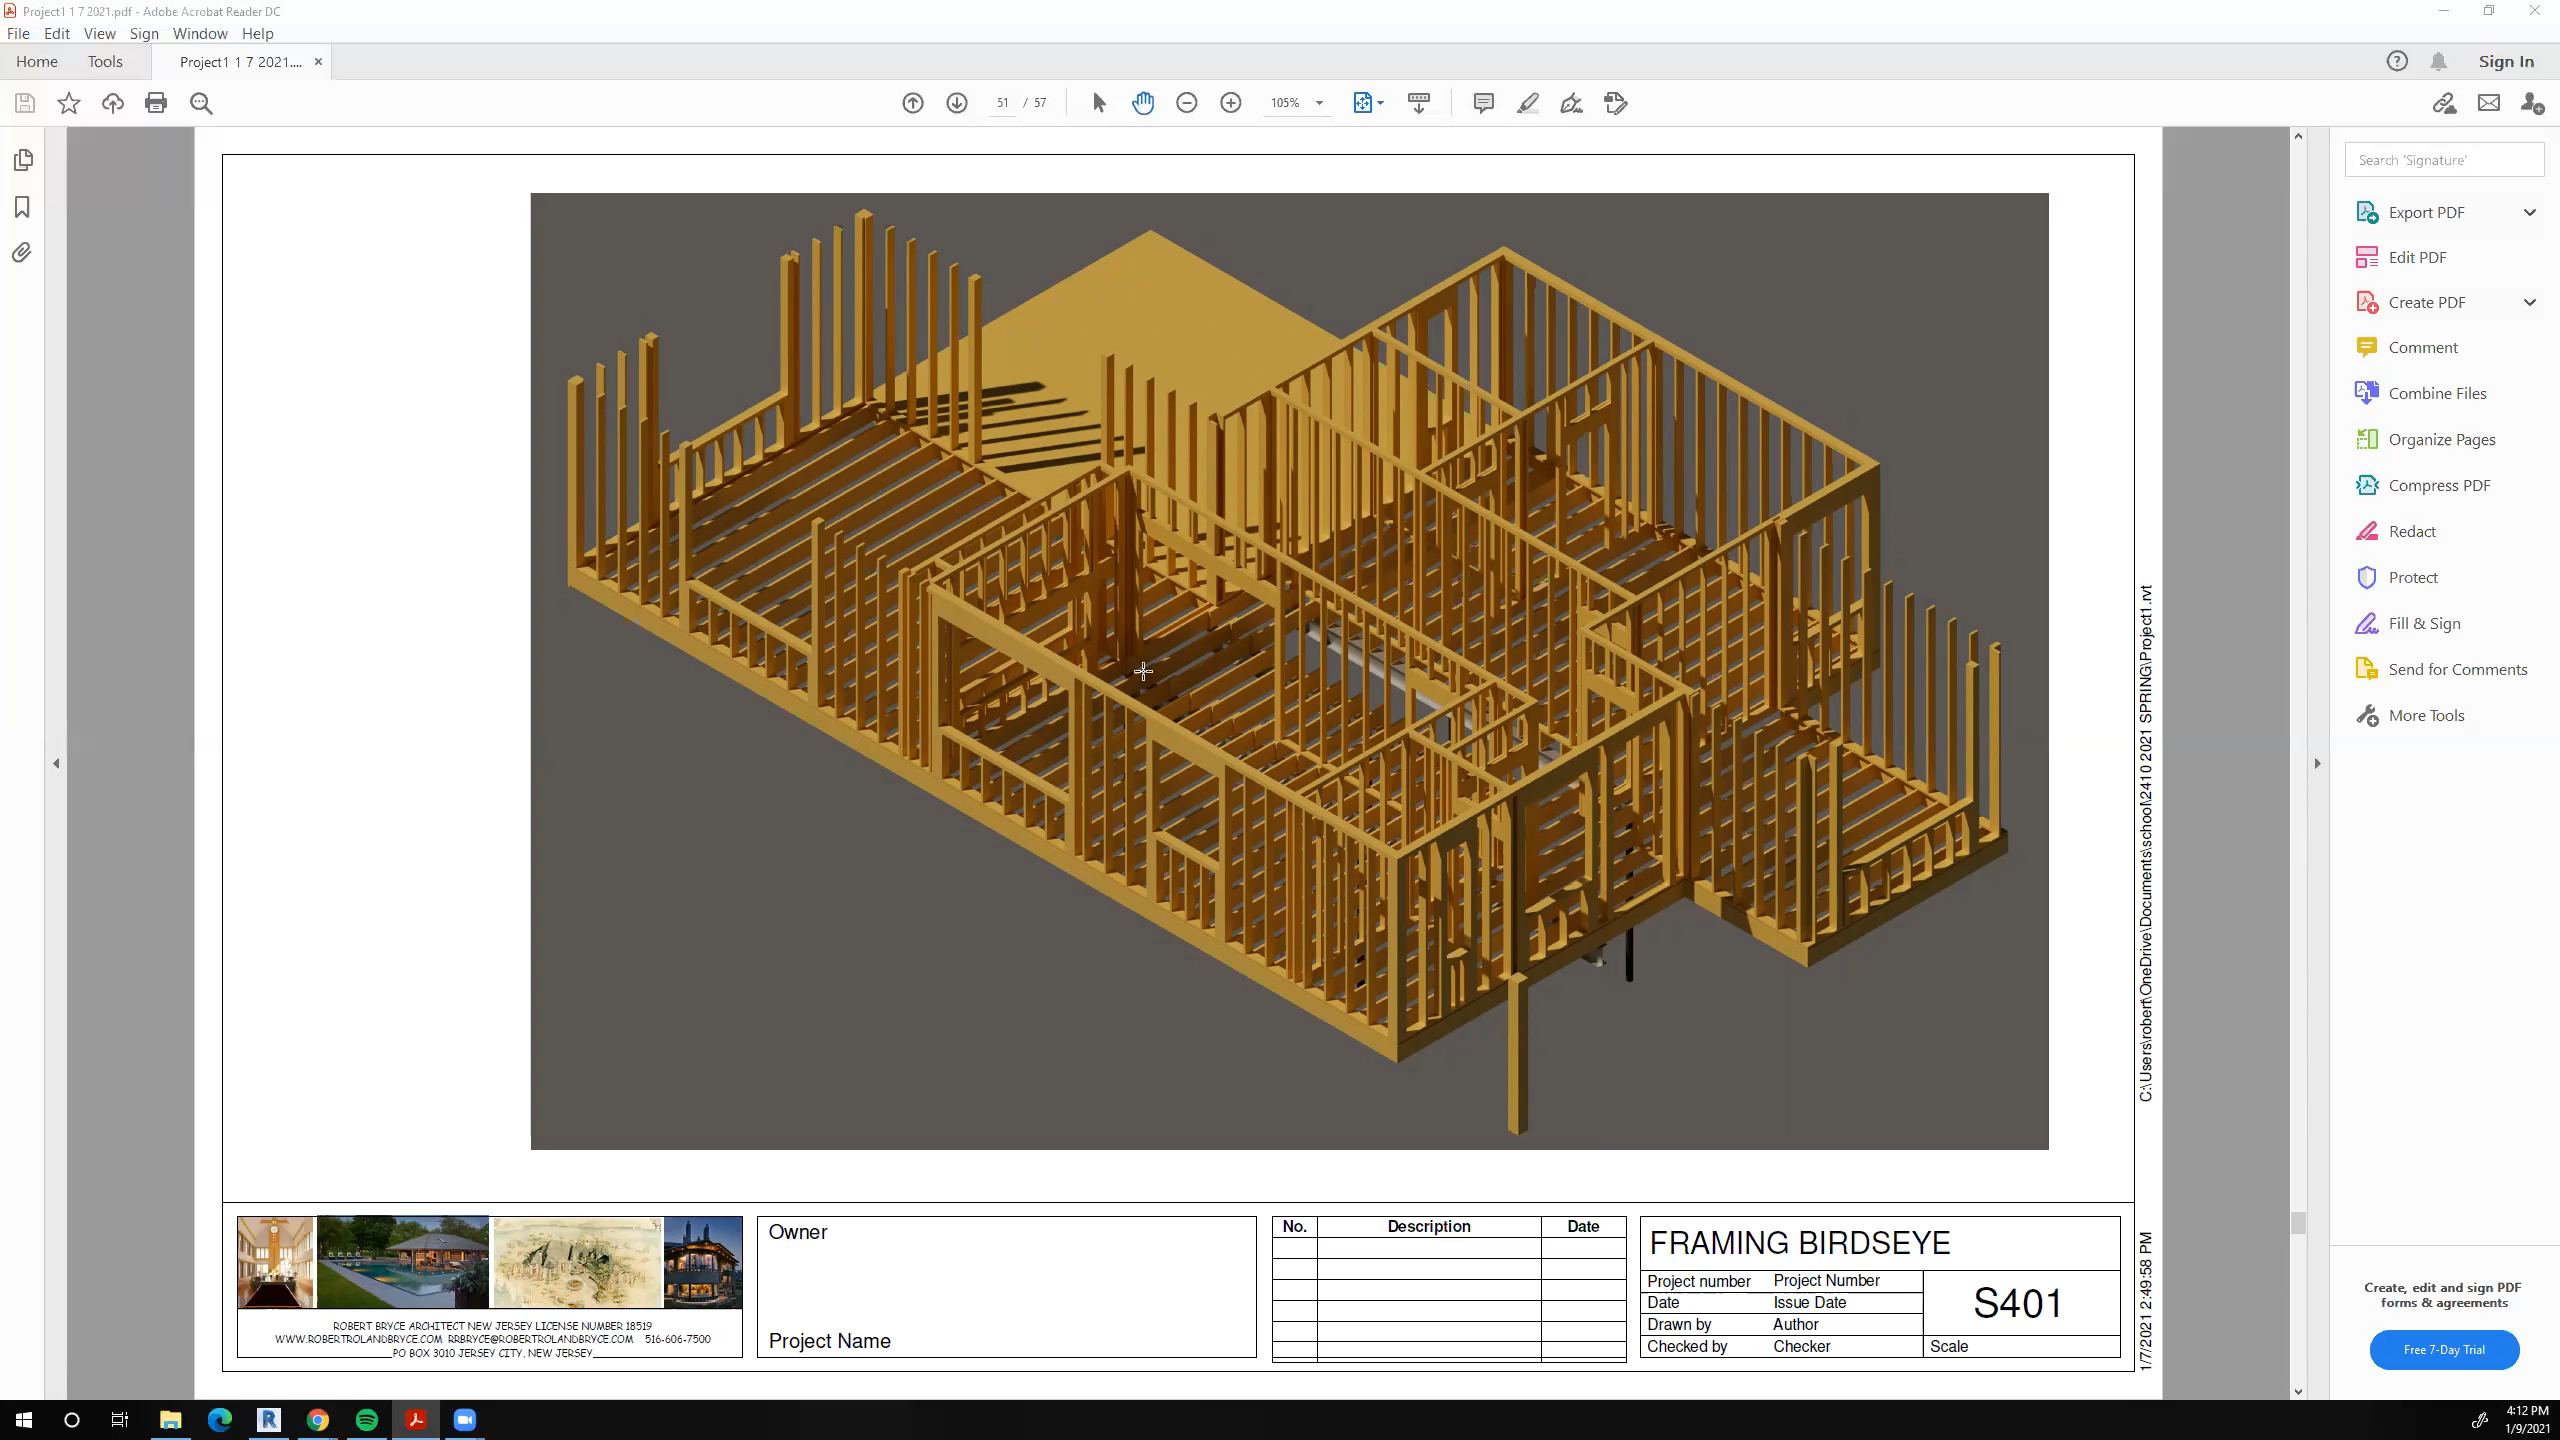 Project1 1 7 2021.pdf - Adobe Acrobat Reader DC
File Edit View Sign Window Help
Home Tools Project1 1 7 2021.... × Sign In
51 / 57 105%
Search 'Signature'
Export PDF
Edit PDF
Create PDF
Comment
Combine Files
Organize Pages
Compress PDF
Redact
Protect
Fill & Sign
Send for Comments
More Tools
Create, edit and sign PDF
forms & agreements
Free 7-Day Trial
C:\Users\robert\OneDrive\Documents\school\2410 2021 SPRING\Project1.rvt
1/7/2021 2:49:58 PM
ROBERT BRYCE ARCHITECT NEW JERSEY LICENSE NUMBER 18519
WWW.ROBERTROLANDBRYCE.COM RRBRYCE@ROBERTROLANDBRYCE.COM 516-606-7500
PO BOX 3010 JERSEY CITY, NEW JERSEY
Owner
Project Name
No. Description Date
FRAMING BIRDSEYE
Project number Project Number
Date Issue Date
Drawn by Author
Checked by Checker
S401
Scale
4:12 PM
1/9/2021